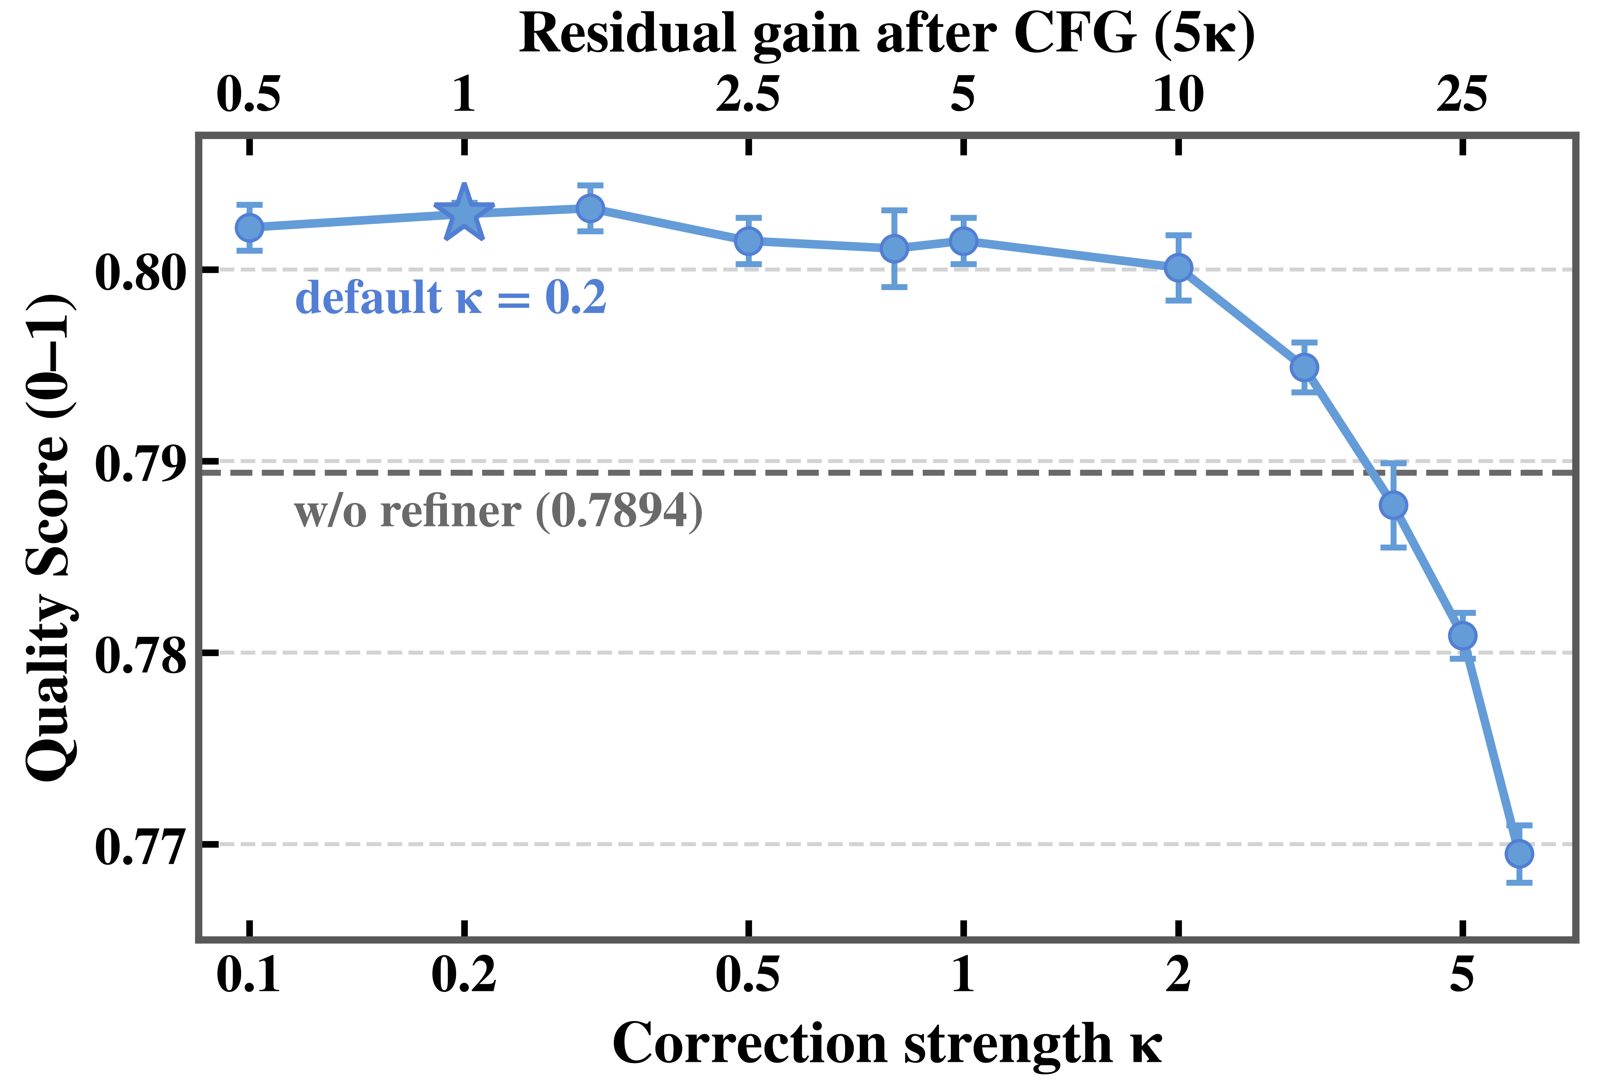 Residual gain after CFG (5κ)
0.5 1 2.5 5 10 25
Quality Score (0–1)
0.80
0.79
0.78
0.77
default κ = 0.2
w/o refiner (0.7894)
0.1 0.2 0.5 1 2 5
Correction strength κ